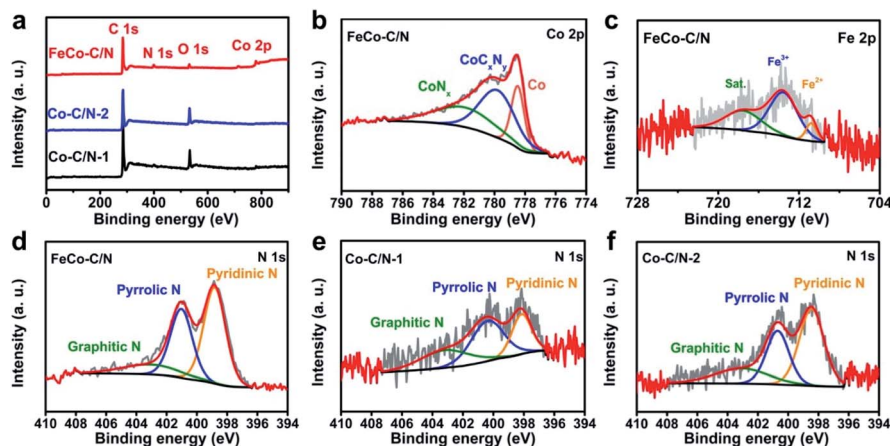 a
C 1s
FeCo-C/N
N 1s
O 1s
Co 2p
Co-C/N-2
Co-C/N-1
Intensity (a. u.)
0 200 400 600 800
Binding energy (eV)
b
FeCo-C/N
Co 2p
CoCxNy
CoNx
Co
Intensity (a. u.)
790 788 786 784 782 780 778 776 774
Binding energy (eV)
c
FeCo-C/N
Fe 2p
Fe3+
Sat.
Fe2+
Intensity (a. u.)
728 720 712 704
Binding energy (eV)
d
FeCo-C/N
N 1s
Pyridinic N
Pyrrolic N
Graphitic N
Intensity (a. u.)
410 408 406 404 402 400 398 396 394
Binding energy (eV)
e
Co-C/N-1
N 1s
Pyrrolic N
Pyridinic N
Graphitic N
Intensity (a. u.)
410 408 406 404 402 400 398 396 394
Binding energy (eV)
f
Co-C/N-2
N 1s
Pyridinic N
Pyrrolic N
Graphitic N
Intensity (a. u.)
410 408 406 404 402 400 398 396 394
Binding energy (eV)